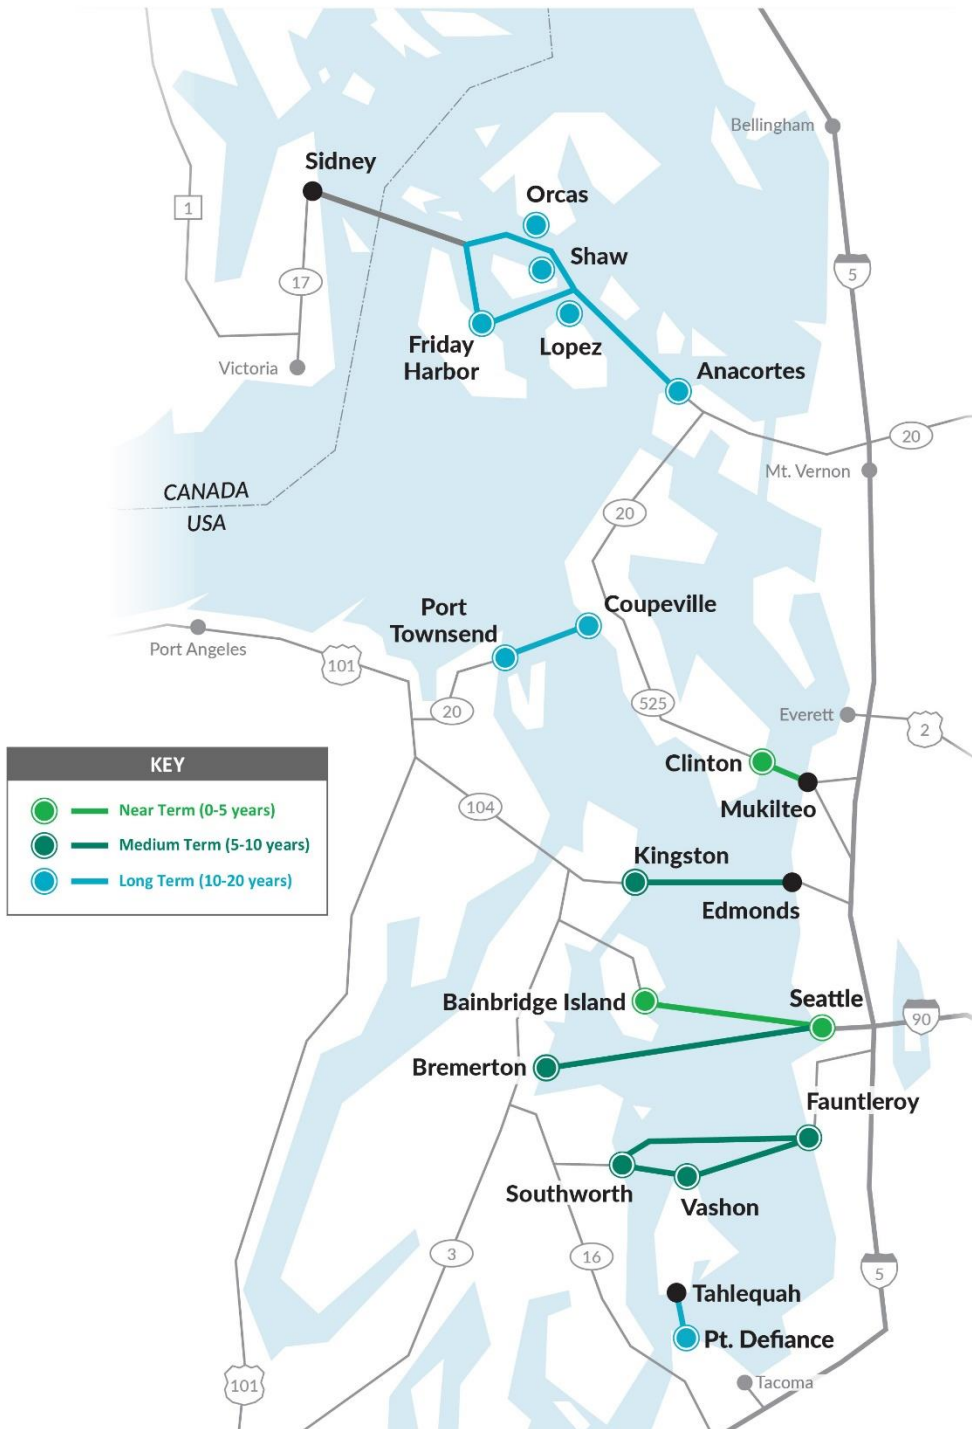 Bellingham
Sidney
Orcas
1
Shaw
5
17
Friday
Harbor
Lopez
Victoria
Anacortes
20
Mt. Vernon
CANADA
USA
20
Port
Townsend
Coupeville
Port Angeles
101
20
525
Everett
2
KEY
Near Term (0-5 years)
Medium Term (5-10 years)
Long Term (10-20 years)
Clinton
Mukilteo
104
Kingston
Edmonds
Bainbridge Island
Seattle
90
Bremerton
Fauntleroy
Southworth
Vashon
3
16
5
Tahlequah
Pt. Defiance
101
Tacoma